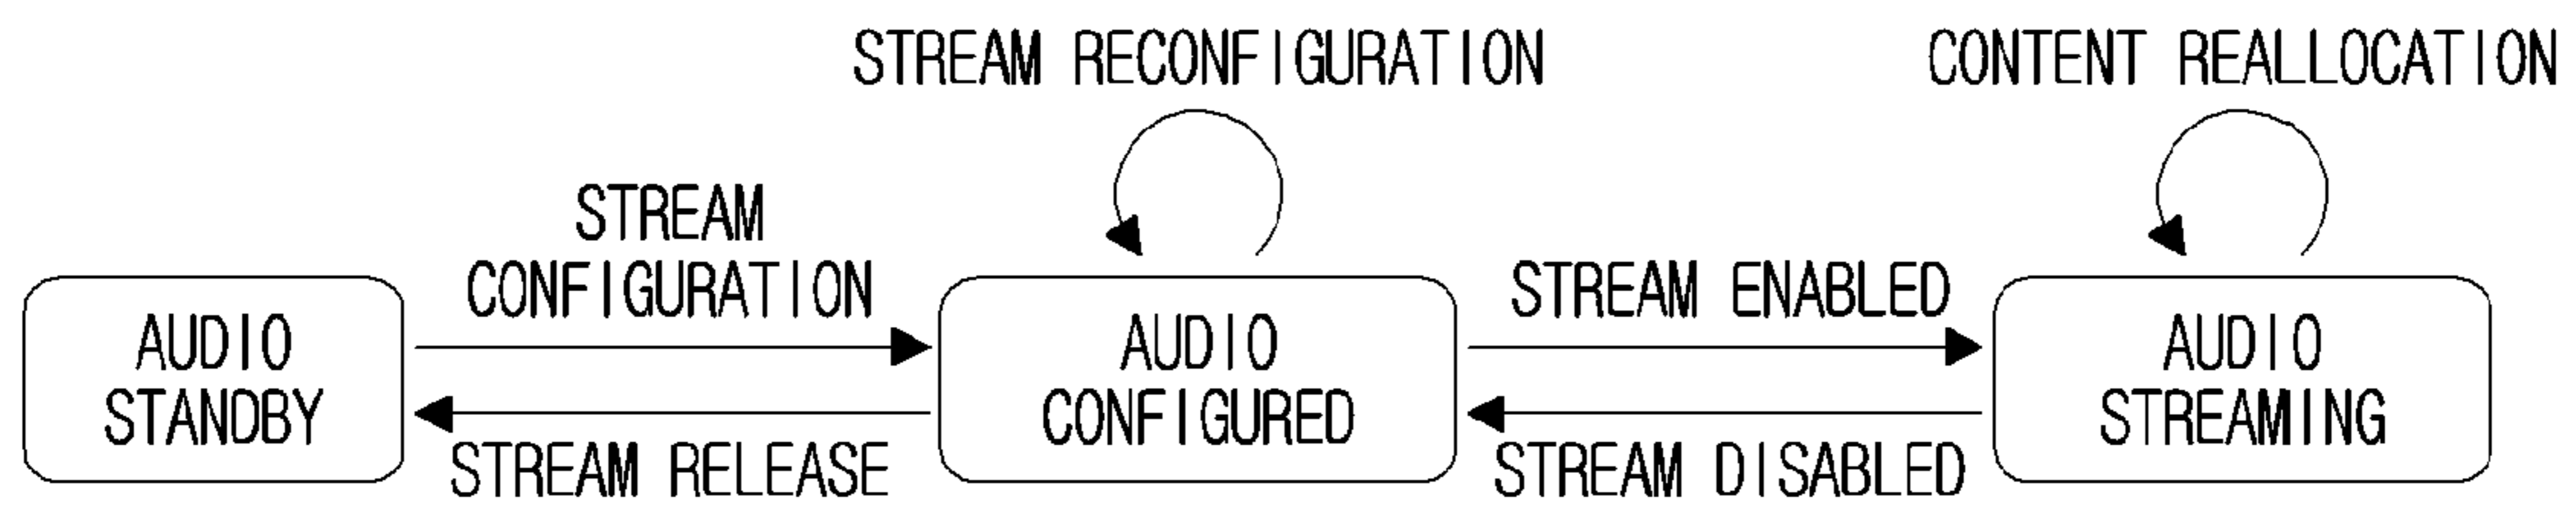 STREAM RECONFIGURATION
CONTENT REALLOCATION
STREAM
CONFIGURATION
STREAM ENABLED
AUDIO
STANDBY
AUDIO
CONFIGURED
AUDIO
STREAMING
STREAM RELEASE
STREAM DISABLED